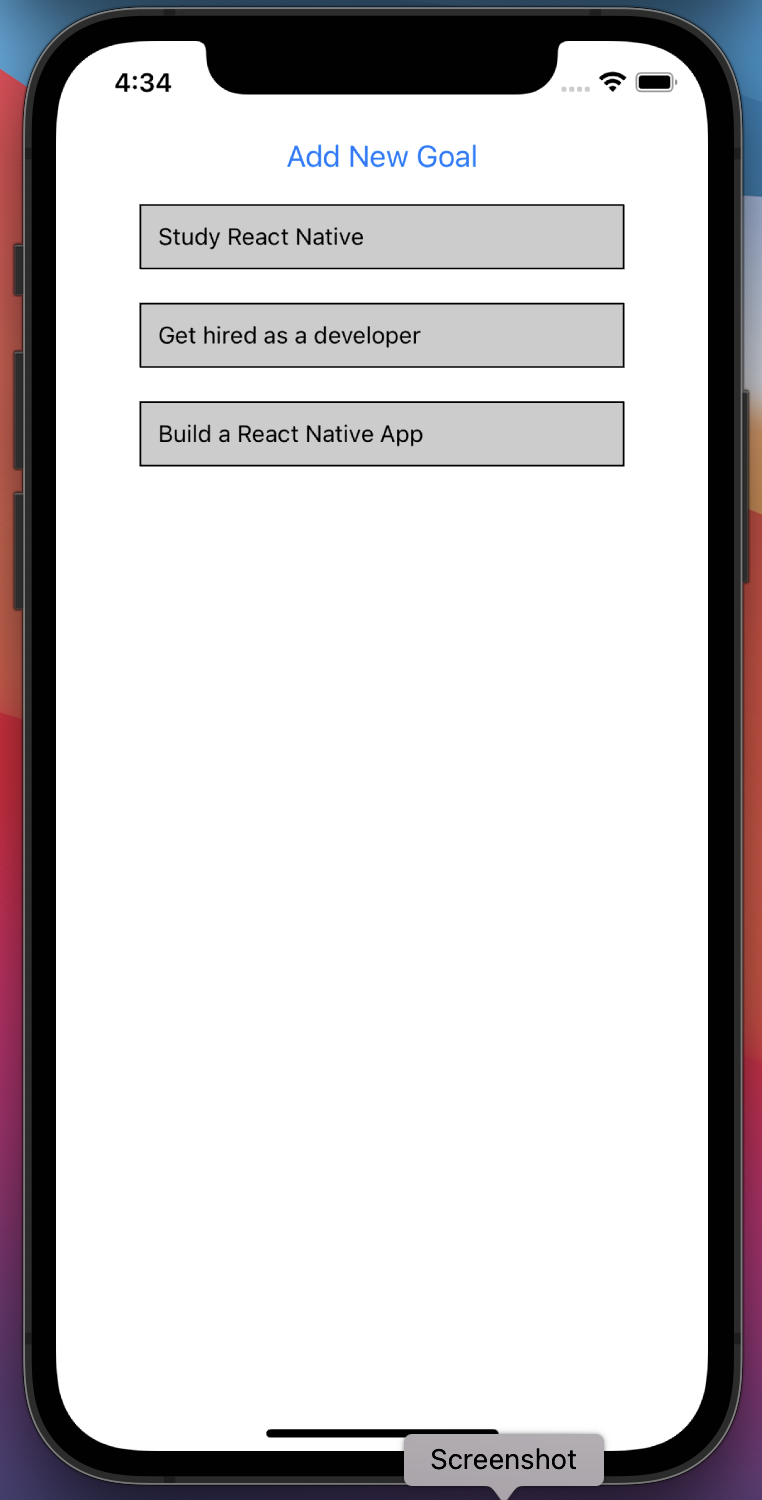 4:34
Add New Goal
Study React Native
Get hired as a developer
Build a React Native App
Screenshot